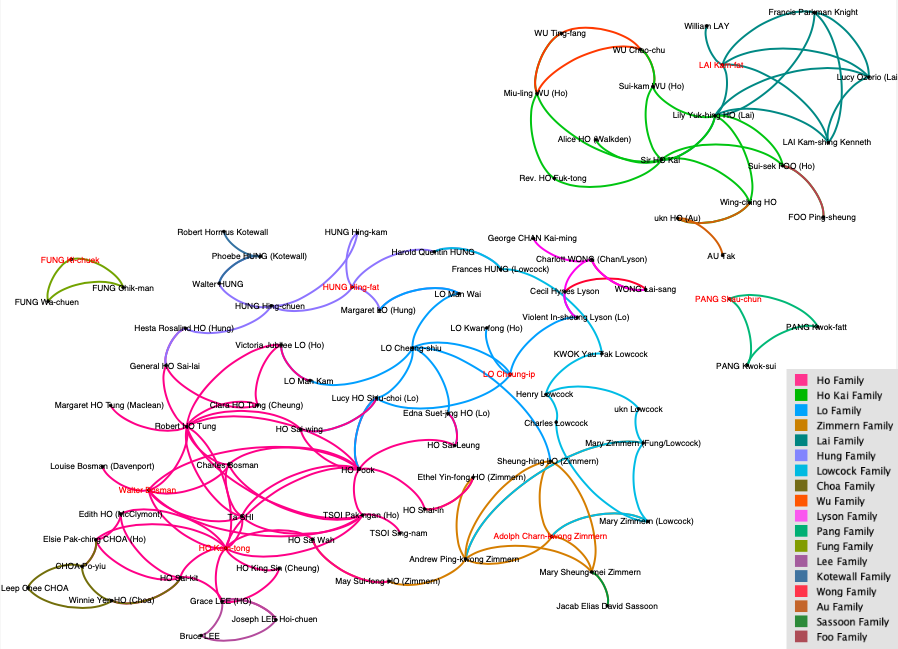 Francis Parkman Knight
William LAY
WU Ting-fang
WU Chao-chu
LAI Kam-fat
Lucy Ozorio (Lai
Miu-ling WU (Ho)
Sui-kam WU (Ho)
Lily Yuk-hing HO (Lai)
Alice HO (Walkden)
LAI Kam-shing Kenneth
Sir HO Kai
Sui-sek FOO (Ho)
Rev. HO Fuk-tong
Wing-ching HO
ukn HO (Au)
FOO Ping-sheung
AU Tak
Robert Hormus Kotewall
HUNG Hing-kam
George CHAN Kai-ming
Harold Quentin HUNG
Phoebe HUNG (Kotewall)
FUNG Ki-cheuk
Charlott WONG (Chan/Lyson)
Frances HUNG (Lowcock)
Walter HUNG
HUNG Hing-fat
FUNG Chik-man
Cecil Hynes Lyson
WONG Lai-sang
LO Man Wai
FUNG Wa-chuen
PANG Shau-chun
HUNG Hing-chuen
Margaret LO (Hung)
Violent In-sheung Lyson (Lo)
Hesta Rosalind HO (Hung)
LO Kwan-fong (Ho)
PANG Kwok-fatt
Victoria Jubilee LO (Ho)
LO Cheung-shiu
KWOK Yau Tak Lowcock
General HO Sai-lai
PANG Kwok-sui
LO Cheung-ip
LO Man Kam
Henry Lowcock
Lucy HO Shiu-choi (Lo)
Margaret HO Tung (Maclean)
Clara HO Tung (Cheung)
ukn Lowcock
Edna Suet-jing HO (Lo)
Charles Lowcock
Robert HO Tung
HO Sai-wing
HO Sai-Leung
Mary Zimmern (Fung/Lowcock)
Louise Bosman (Davenport)
Charles Bosman
HO Fook
Sheung-hing HO (Zimmern)
Ethel Yin-fong HO (Zimmern)
Walter Bosman
HO Shai-in
Edith HO (McClymont)
Tai SHI
TSOI Pak-ngan (Ho)
Mary Zimmern (Lowcock)
TSOI Sing-nam
Elsie Pak-ching CHOA (Ho)
HO Sai Wah
Adolph Charn-kwong Zimmern
HO Kom-tong
Andrew Ping-kwong Zimmern
CHOA Po-yiu
HO King Sin (Cheung)
Mary Sheung-mei Zimmern
HO Sai-kit
May Sui-fong HO (Zimmern)
Leep Chee CHOA
Winnie Yen HO (Choa)
Grace LEE (HO)
Jacab Elias David Sassoon
Joseph LEE Hoi-chuen
Bruce LEE
Ho Family
Ho Kai Family
Lo Family
Zimmern Family
Lai Family
Hung Family
Lowcock Family
Choa Family
Wu Family
Lyson Family
Pang Family
Fung Family
Lee Family
Kotewall Family
Wong Family
Au Family
Sassoon Family
Foo Family